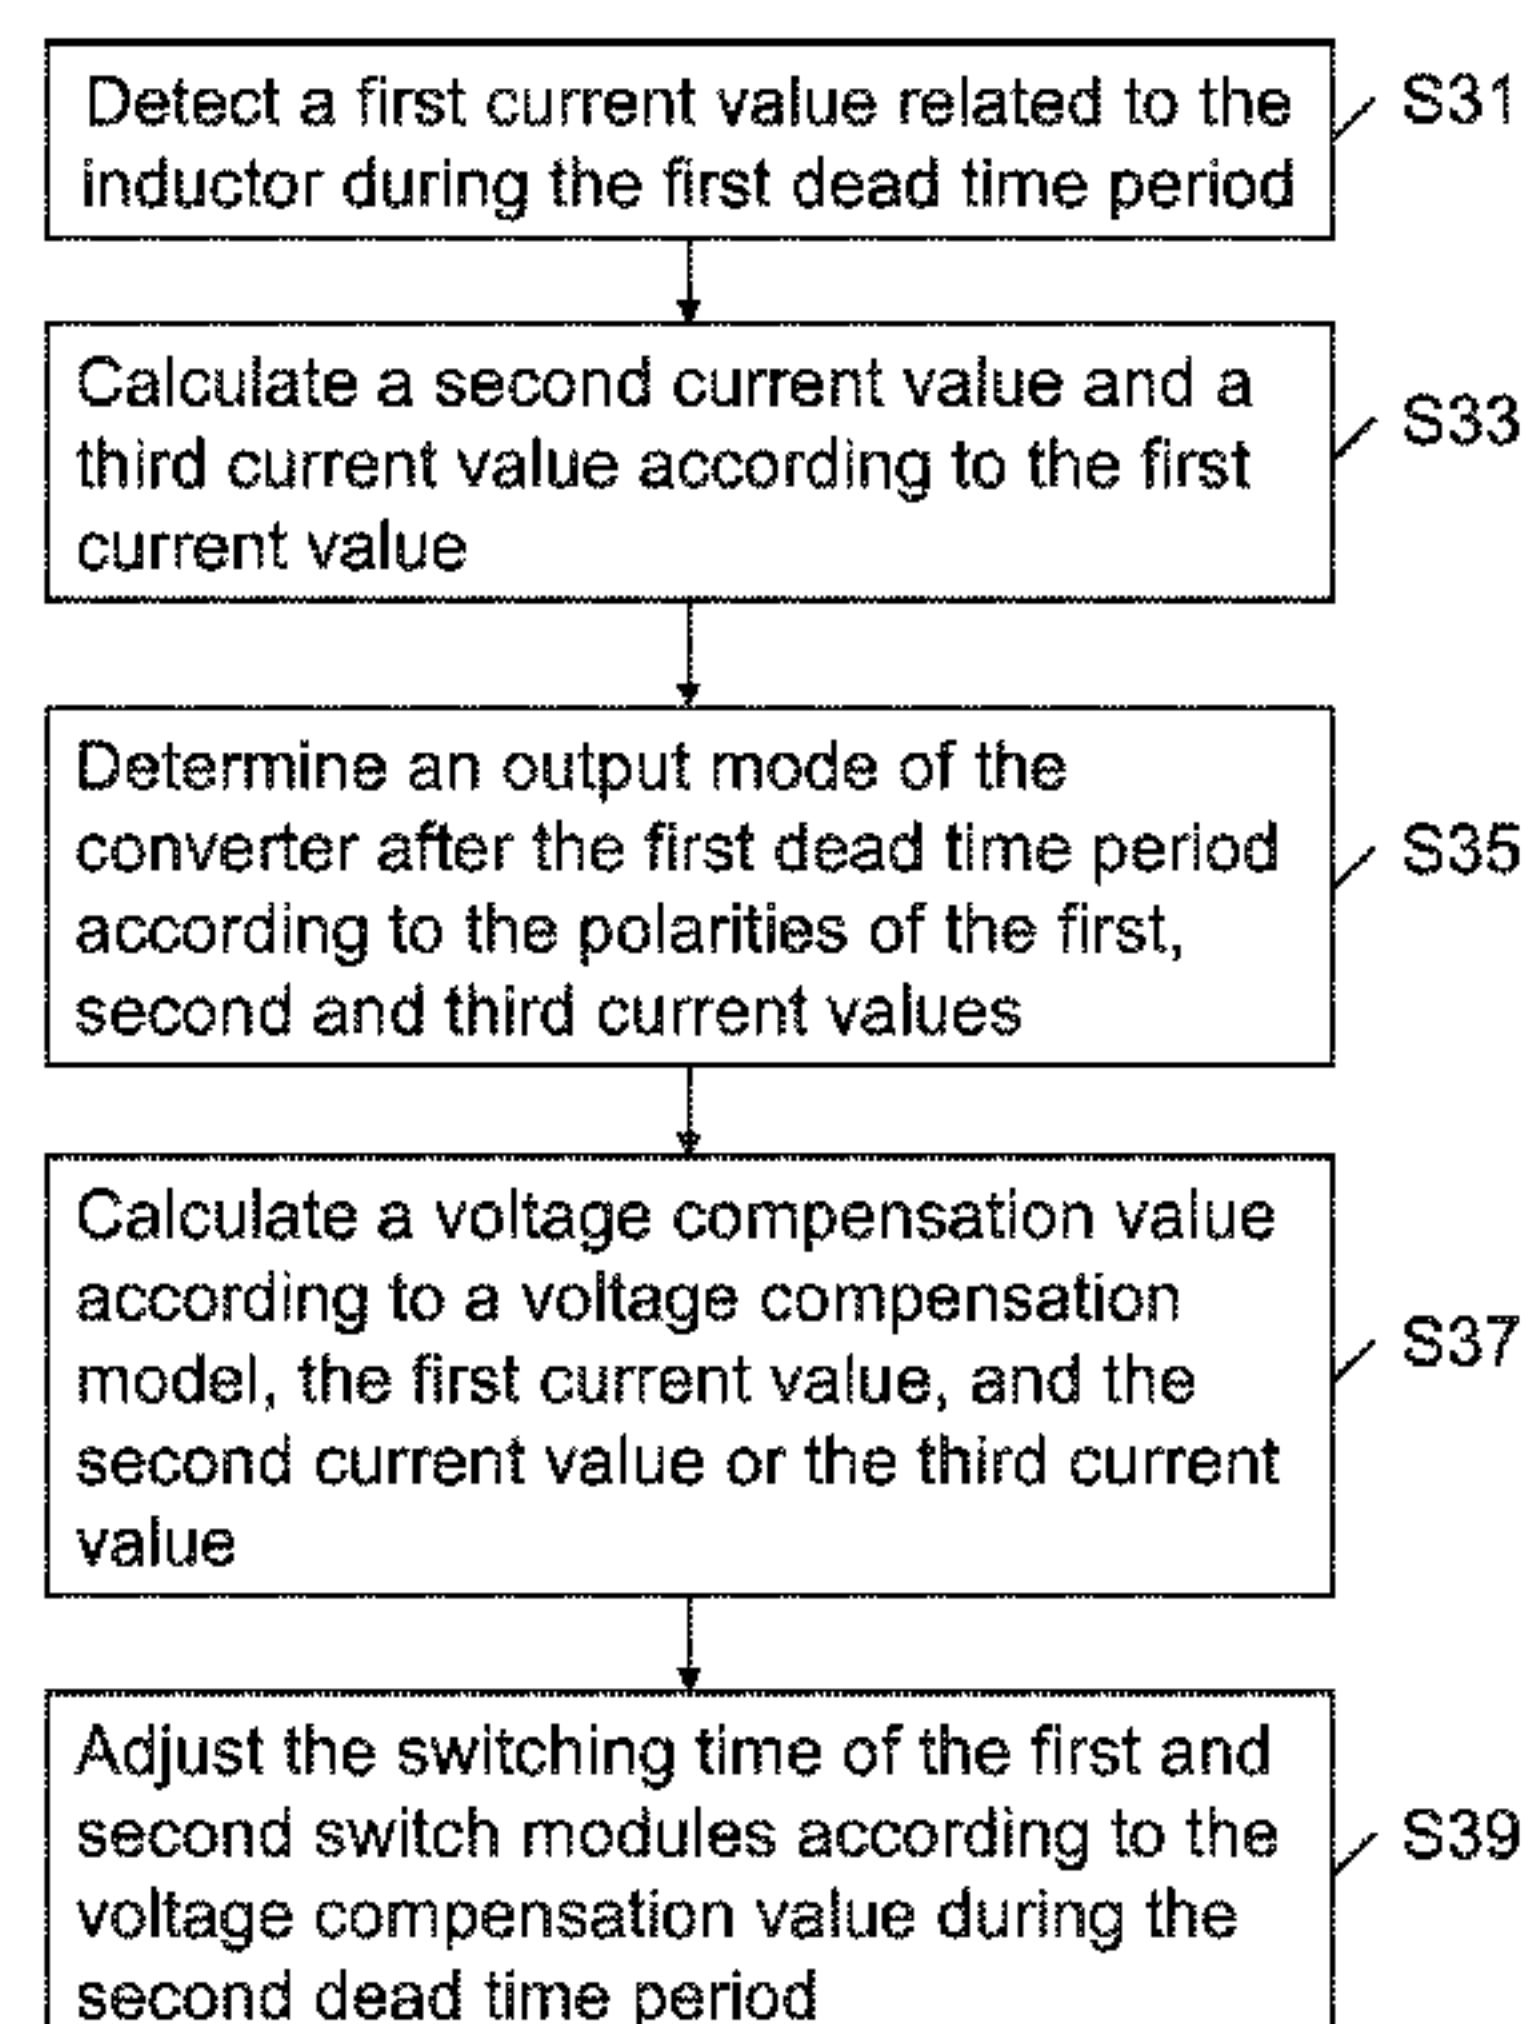 Detect a first current value related to the
inductor during the first dead time period
S31
Calculate a second current value and a
third current value according to the first
current value
S33
Determine an output mode of the
converter after the first dead time period
according to the polarities of the first,
second and third current values
S35
Calculate a voltage compensation value
according to a voltage compensation
model, the first current value, and the
second current value or the third current
value
S37
Adjust the switching time of the first and
second switch modules according to the
voltage compensation value during the
second dead time period
S39